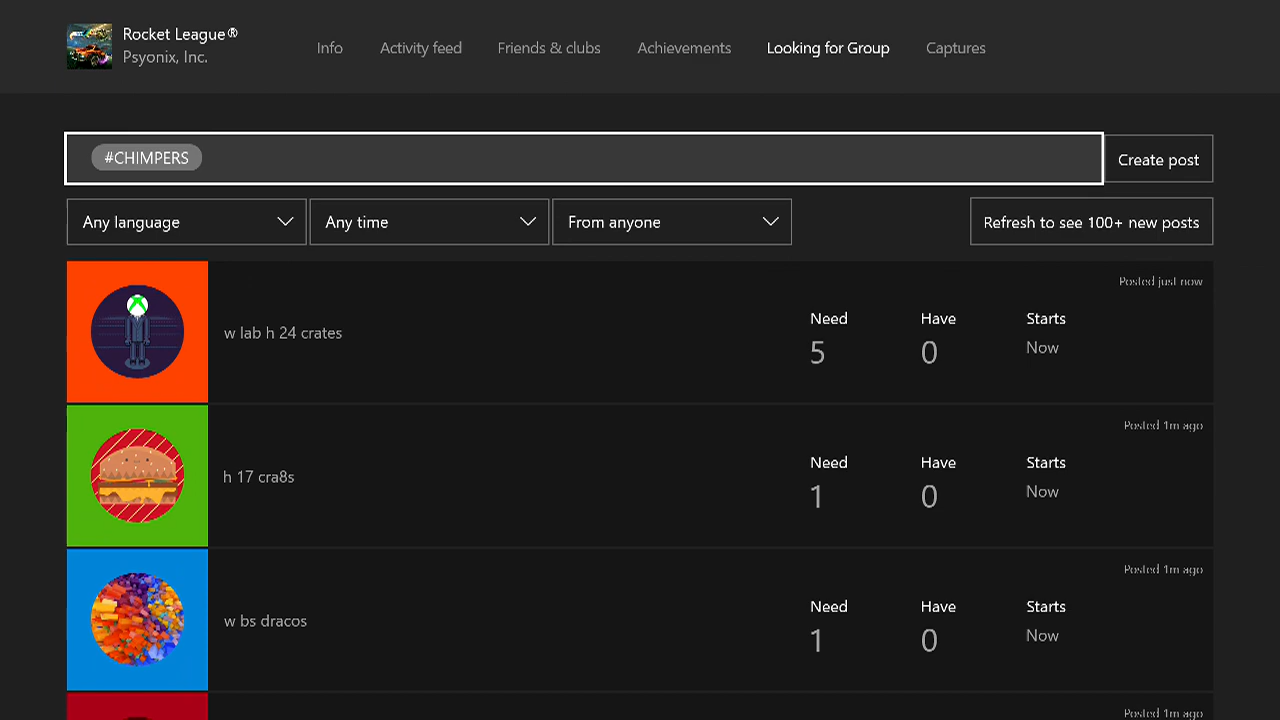 Rocket League®
Psyonix, Inc.
Info Activity feed Friends & clubs Achievements Looking for Group Captures
#CHIMPERS
Create post
Any language Any time From anyone Refresh to see 100+ new posts
Posted just now
w lab h 24 crates
Need Have Starts
5 0 Now
Posted 1m ago
h 17 cra8s
Need Have Starts
1 0 Now
Posted 1m ago
w bs dracos
Need Have Starts
1 0 Now
Posted 1m ago